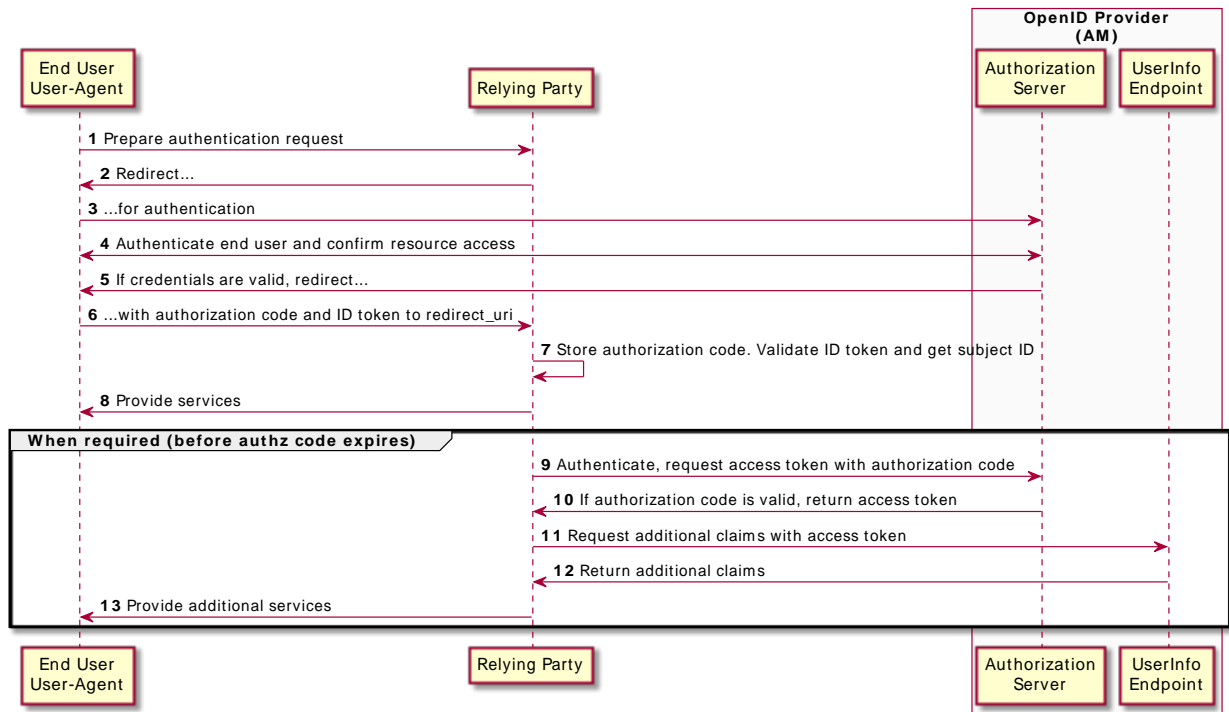 OpenID Provider
(AM)
End User
User-Agent
Relying Party
Authorization
Server
UserInfo
Endpoint
1 Prepare authentication request
2 Redirect...
3 ...for authentication
4 Authenticate end user and confirm resource access
5 If credentials are valid, redirect...
6 ...with authorization code and ID token to redirect_uri
7 Store authorization code. Validate ID token and get subject ID
8 Provide services
When required (before authz code expires)
9 Authenticate, request access token with authorization code
10 If authorization code is valid, return access token
11 Request additional claims with access token
12 Return additional claims
13 Provide additional services
End User
User-Agent
Relying Party
Authorization
Server
UserInfo
Endpoint